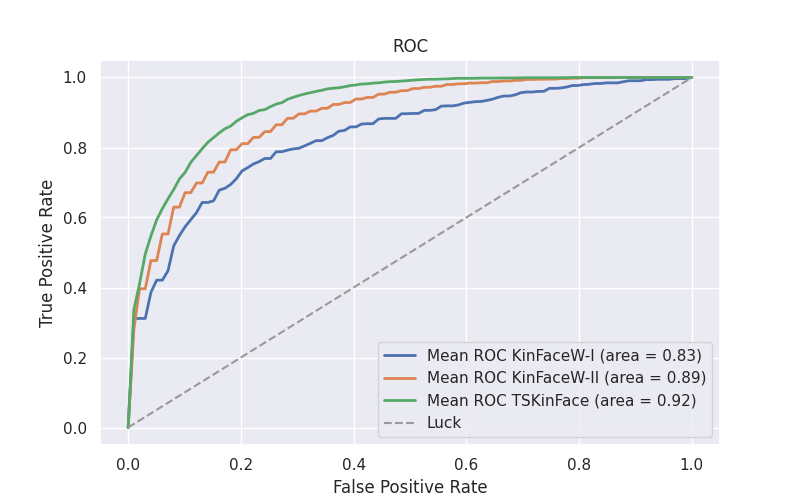 ROC
True Positive Rate
1.0
0.8
0.6
0.4
0.2
0.0
Mean ROC KinFaceW-I (area = 0.83)
Mean ROC KinFaceW-II (area = 0.89)
Mean ROC TSKinFace (area = 0.92)
Luck
0.0 0.2 0.4 0.6 0.8 1.0
False Positive Rate